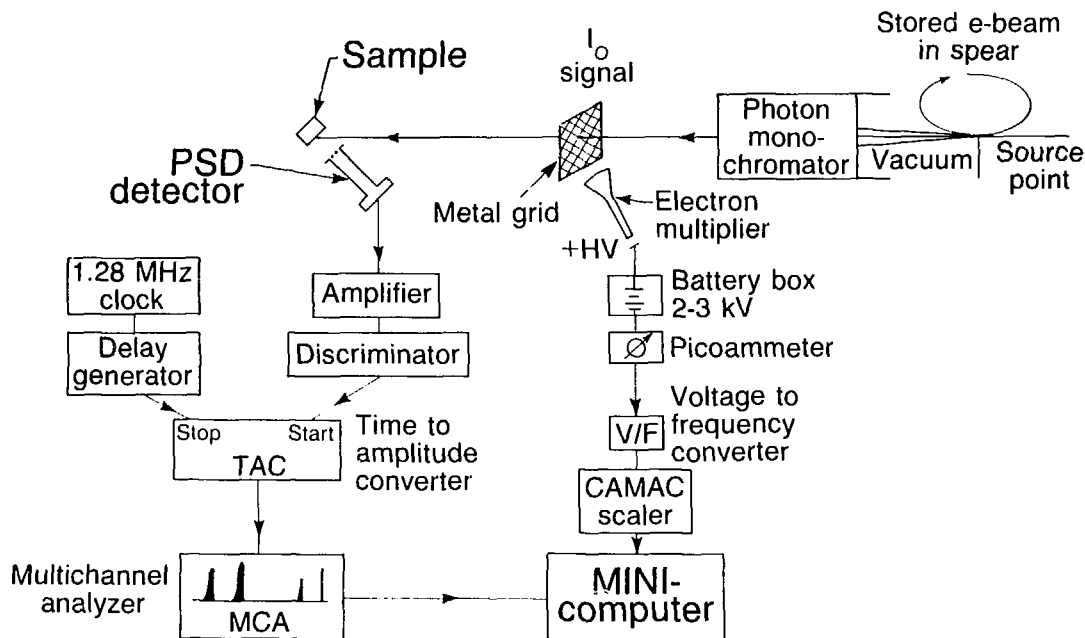 Stored e-beam
in spear
I₀
signal
Sample
Photon
mono-
chromator
Vacuum
Source
point
PSD
detector
Metal grid
Electron
multiplier
+HV
1.28 MHz
clock
Amplifier
Battery box
2-3 kV
Delay
generator
Discriminator
Picoammeter
Stop
Start
TAC
Time to
amplitude
converter
V/F
Voltage to
frequency
converter
CAMAC
scaler
Multichannel
analyzer
MCA
MINI-
computer